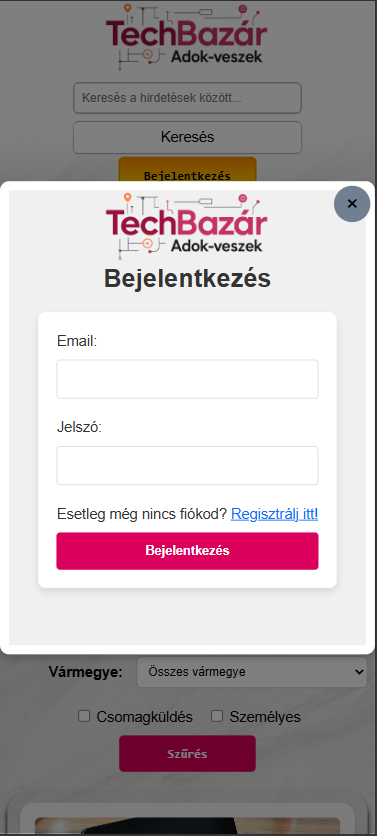 TechBazár
Adok-veszek
Keresés a hirdetések között...
Keresés
Bejelentkezés
×
TechBazár
Adok-veszek
Bejelentkezés
Email:
Jelszó:
Esetleg még nincs fiókod? Regisztrálj itt!
Bejelentkezés
Vármegye: Összes vármegye
Csomagküldés Személyes
Szűrés